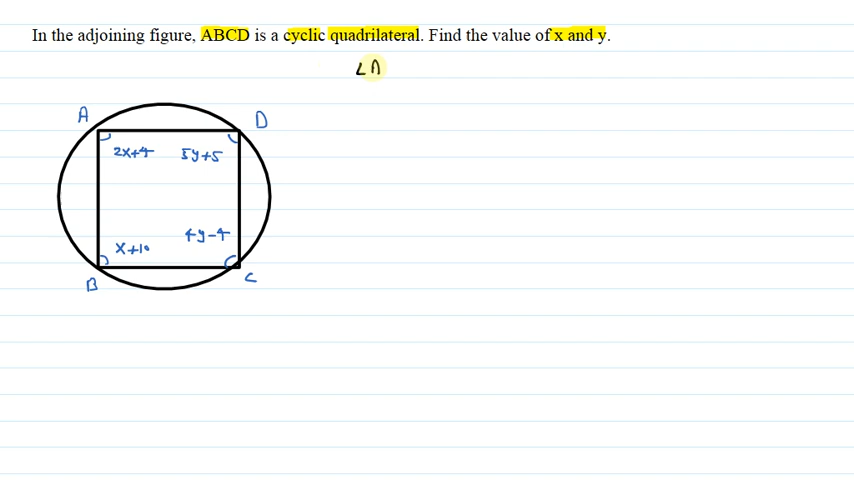 In the adjoining figure, ABCD is a cyclic quadrilateral. Find the value of x and y.
∠A
A
D
2x+4 5y+5
x+10 4y-4
B
C